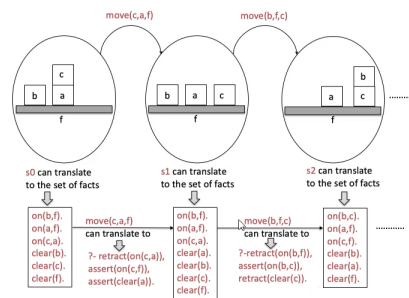 move(c,a,f)
move(b,f,c)
c
b
a
f
b
a
c
f
b
a
c
f
.........
s0 can translate
to the set of facts
s1 can translate
to the set of facts
s2 can translate
to the set of facts
on(b,f).
on(a,f).
on(c,a).
clear(b).
clear(c).
clear(f).
move(c,a,f)
can translate to
?- retract(on(c,a)),
assert(on(c,f)),
assert(clear(a)).
on(b,f).
on(a,f).
on(c,a).
clear(a).
clear(b).
clear(c).
clear(f).
move(b,f,c)
can translate to
?-retract(on(b,f)),
assert(on(b,c)),
retract(clear(c)).
on(b,c).
on(a,f).
on(c,f).
clear(b).
clear(a).
clear(f).
............